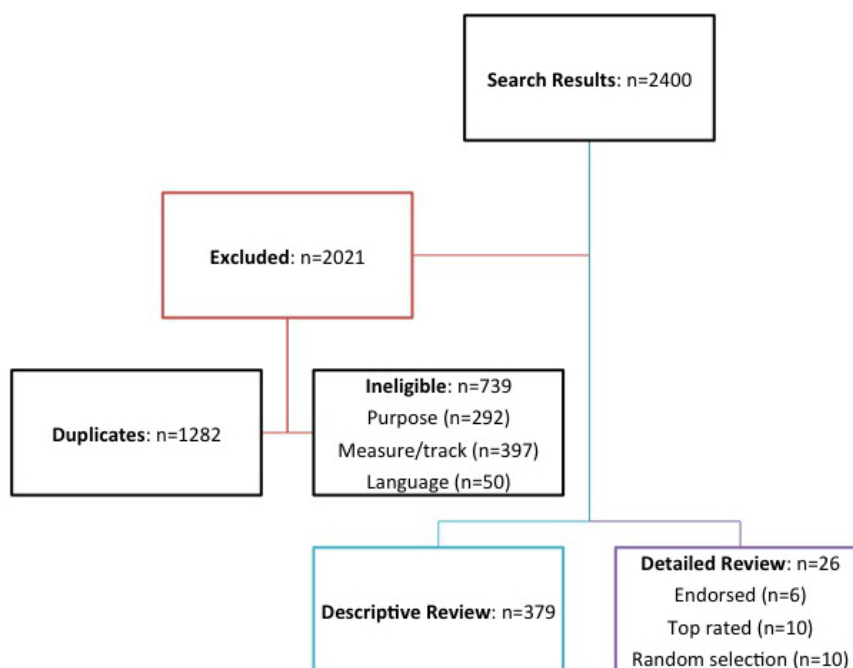 Search Results: n=2400
Excluded: n=2021
Duplicates: n=1282
Ineligible: n=739
Purpose (n=292)
Measure/track (n=397)
Language (n=50)
Descriptive Review: n=379
Detailed Review: n=26
Endorsed (n=6)
Top rated (n=10)
Random selection (n=10)